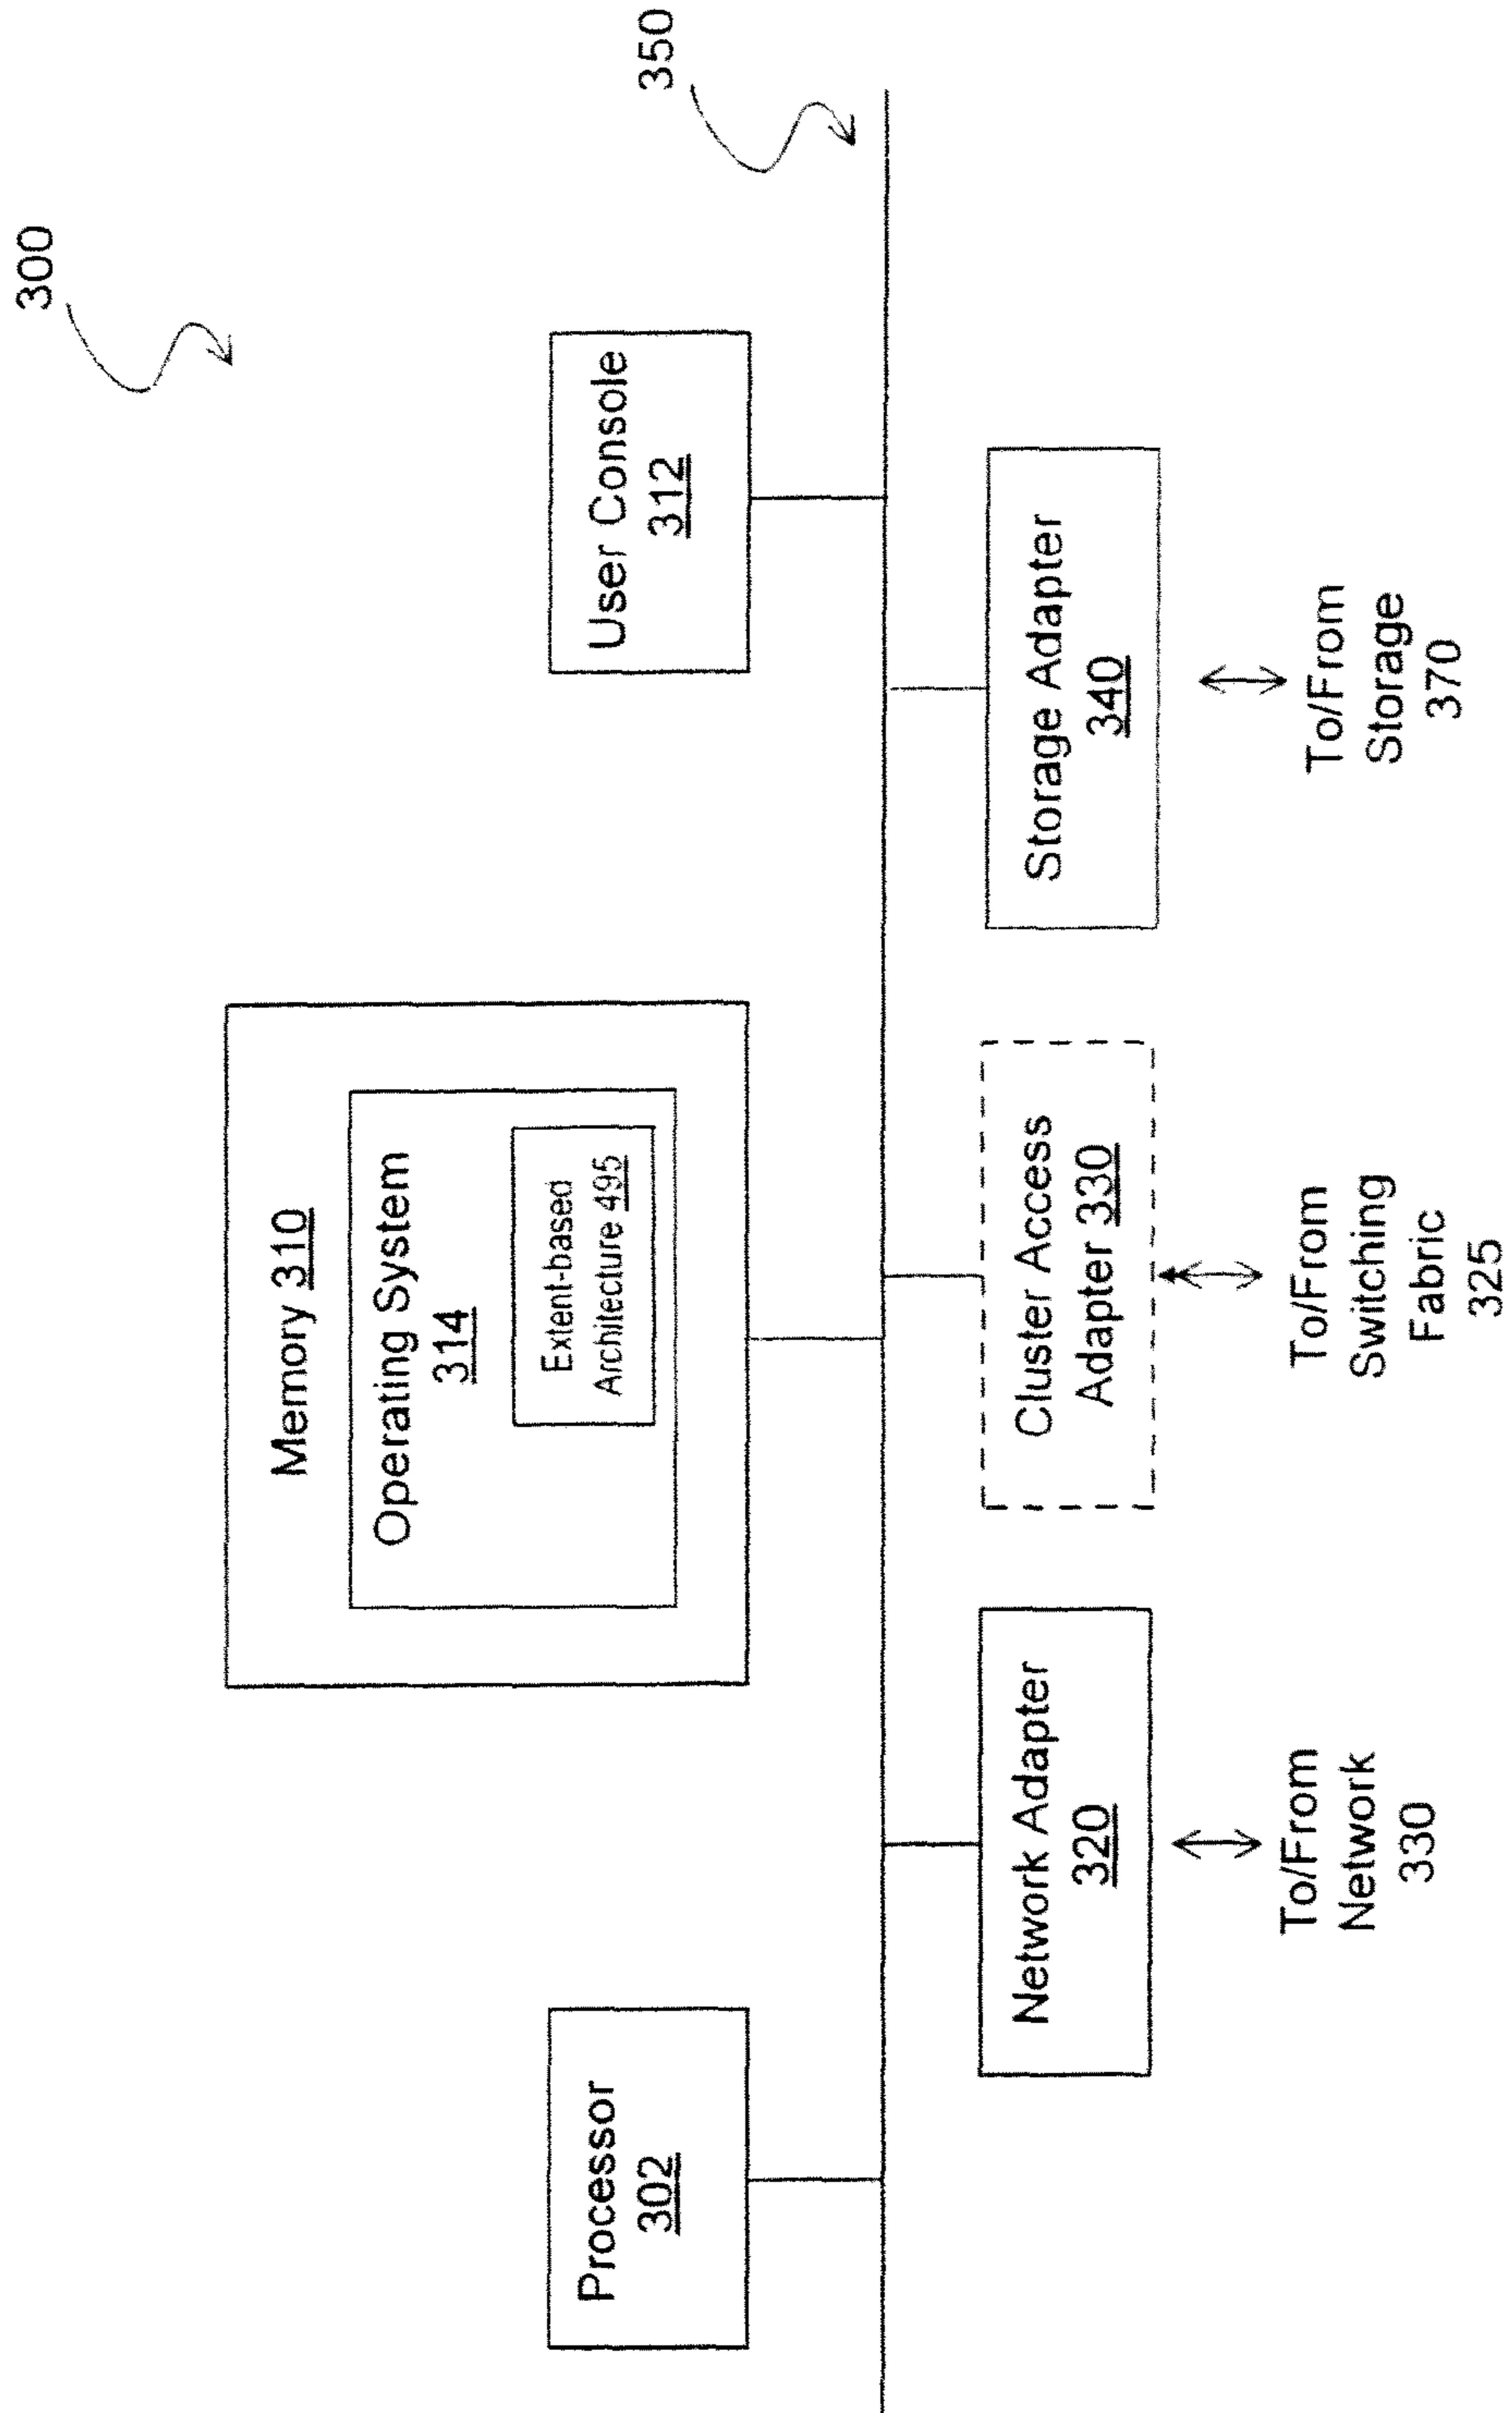 300
350
Memory 310
Operating System
314
Extent-based
Architecture 495
Processor
302
User Console
312
Network Adapter
320
Cluster Access
Adapter 330
Storage Adapter
340
To/From
Network
330
To/From
Switching
Fabric
325
To/From
Storage
370